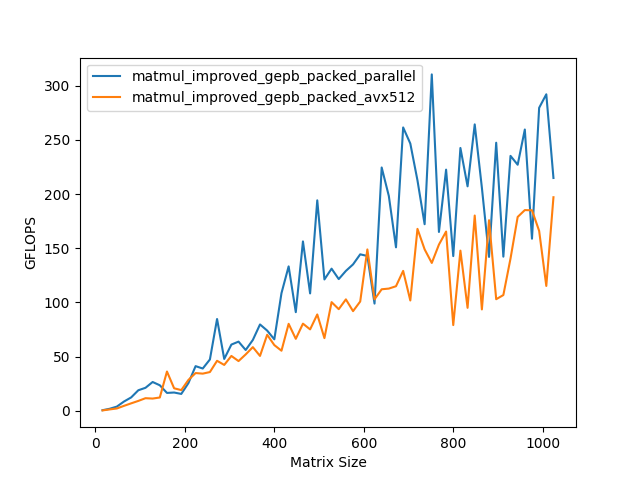 matmul_improved_gepb_packed_parallel
matmul_improved_gepb_packed_avx512
300
250
200
150
100
50
0
GFLOPS
0 200 400 600 800 1000
Matrix Size